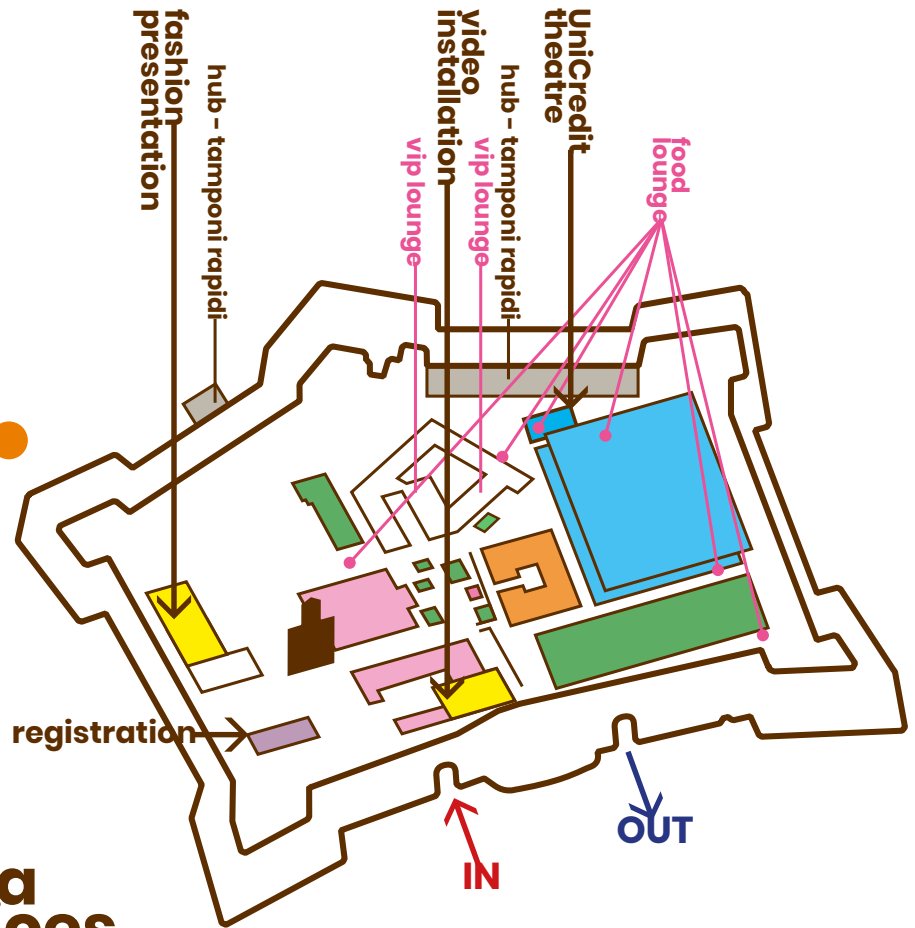 fashion
presentation
hub – tamponi rapidi
vip lounge
video
installation
vip lounge
hub – tamponi rapidi
UniCredit
theatre
food
lounge
registration
OUT
IN